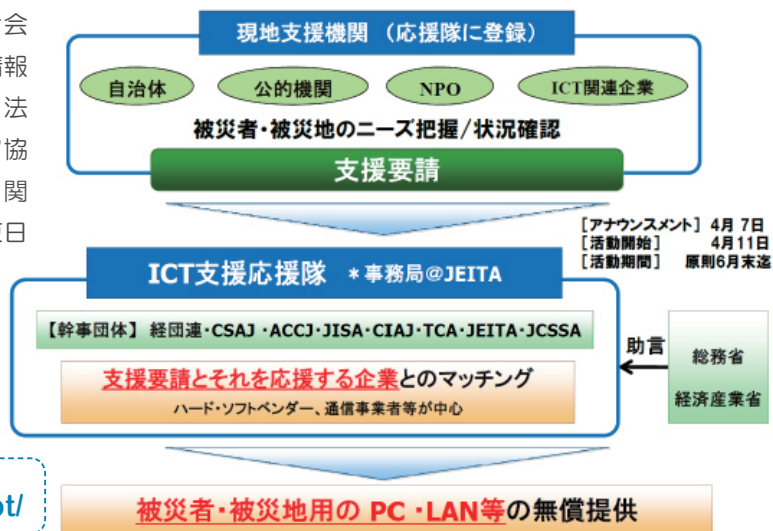 会
情報
法
協
関
東日
現地支援機関 （応援隊に登録）
自治体 公的機関 NPO ICT関連企業
被災者・被災地のニーズ把握/状況確認
支援要請
［アナウンスメント］ 4月 7日
［活動開始］ 4月11日
［活動期間］ 原則6月末迄
ICT支援応援隊 ＊事務局@JEITA
【幹事団体】 経団連・CSAJ・ACCJ・JISA・CIAJ・TCA・JEITA・JCSSA
支援要請とそれを応援する企業とのマッチング
ハード・ソフトベンダー、通信事業者等が中心
助言
総務省
経済産業省
ot/
被災者・被災地用の PC ・LAN等の無償提供